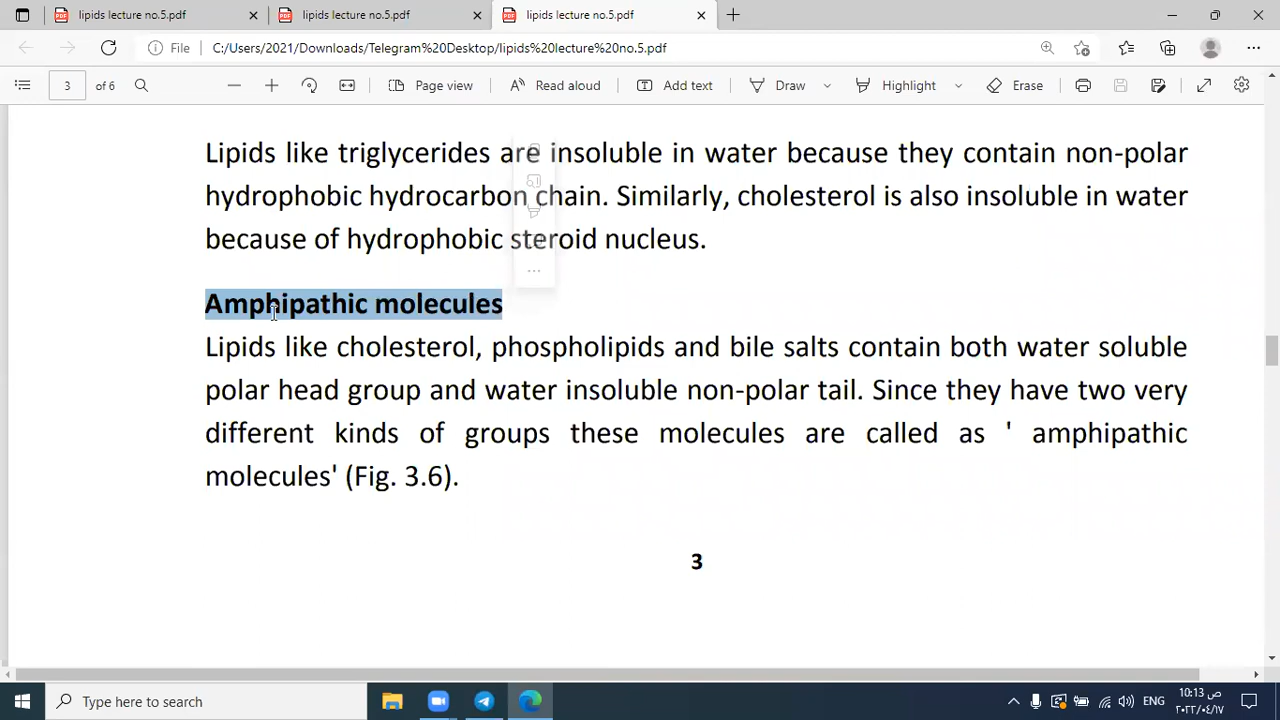 lipids lecture no.5.pdf
lipids lecture no.5.pdf
lipids lecture no.5.pdf
File C:/Users/2021/Downloads/Telegram%20Desktop/lipids%20lecture%20no.5.pdf
3 of 6 Page view Read aloud Add text Draw Highlight Erase
Lipids like triglycerides are insoluble in water because they contain non-polar
hydrophobic hydrocarbon chain. Similarly, cholesterol is also insoluble in water
because of hydrophobic steroid nucleus.
Amphipathic molecules
Lipids like cholesterol, phospholipids and bile salts contain both water soluble
polar head group and water insoluble non-polar tail. Since they have two very
different kinds of groups these molecules are called as ' amphipathic
molecules' (Fig. 3.6).
3
Type here to search
ENG
10:13 ص
٢٠٢٢/٠٤/١٧